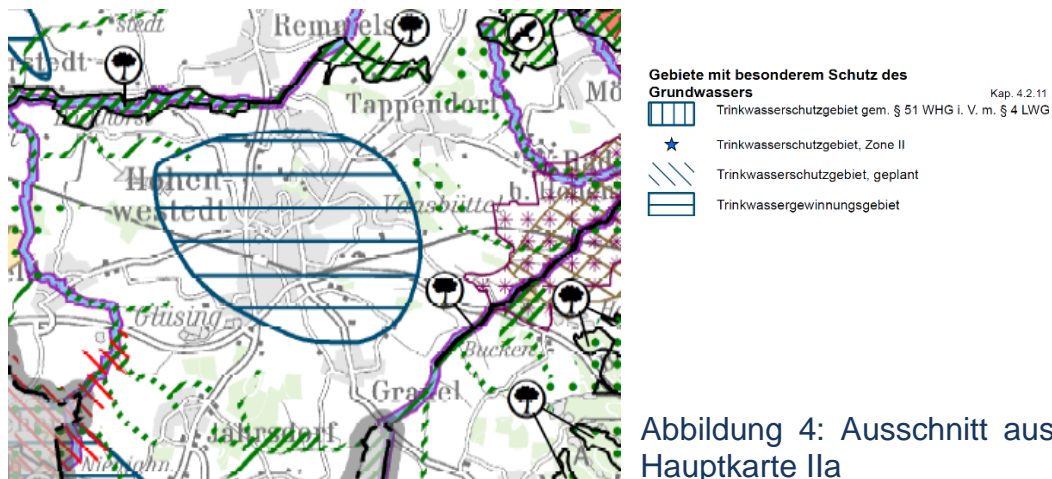 stedt
Remmels
Tappendorf
Hohen-
westedt
Vaasbüttel
Glüsing
Bucken
Grauel
Jahrsdorf
Gebiete mit besonderem Schutz des
Grundwassers
Kap. 4.2.11
Trinkwasserschutzgebiet gem. § 51 WHG i. V. m. § 4 LWG
Trinkwasserschutzgebiet, Zone II
Trinkwasserschutzgebiet, geplant
Trinkwassergewinnungsgebiet
Abbildung 4: Ausschnitt aus
Hauptkarte IIa